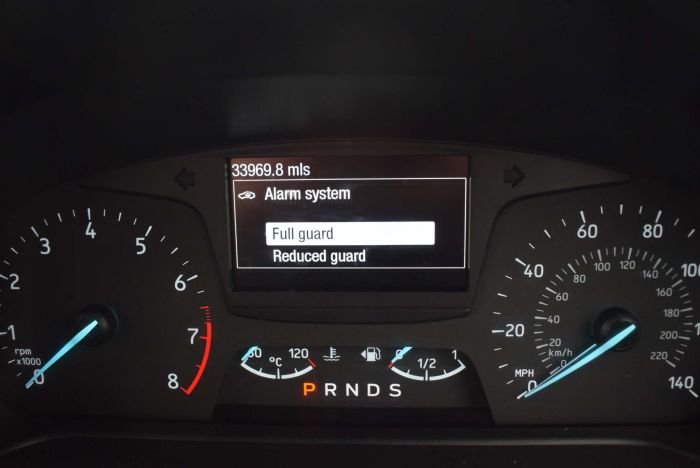 33969.8 mls
Alarm system
Full guard
Reduced guard
0
1
2
3
4
5
6
7
8
rpm
x1000
60 120
°C
0 1/2 1
P R N D S
0 20 40 60 80 100 140
MPH
0 20 40 60 80 100 120 140 160 180 200 220
km/h